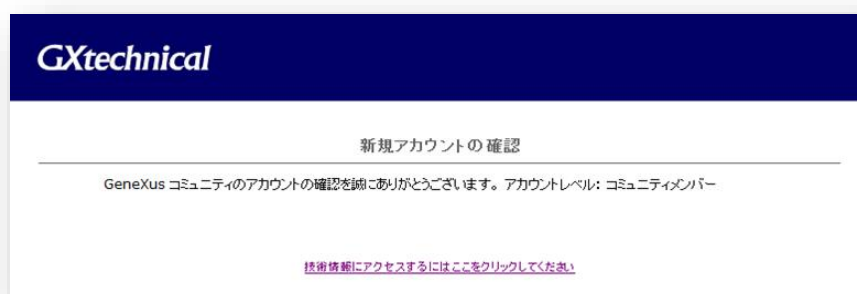 GXtechnical
新規アカウントの確認
GeneXus コミュニティのアカウントの確認を誠にありがとうございます。アカウントレベル: コミュニティメンバー
技術情報にアクセスするにはここをクリックしてください